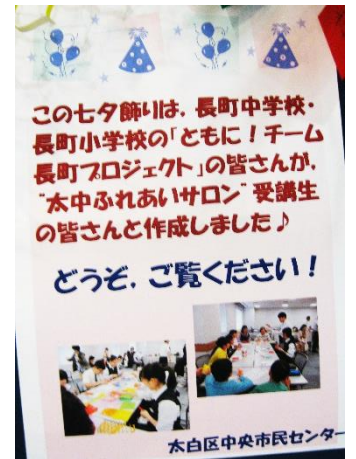 この七夕飾りは，長町中学校・
長町小学校の「ともに！チーム
長町プロジェクト」の皆さんが，
“太中ふれあいサロン”受講生
の皆さんと作成しました♪
どうぞ，ご覧ください！
太白区中央市民センター